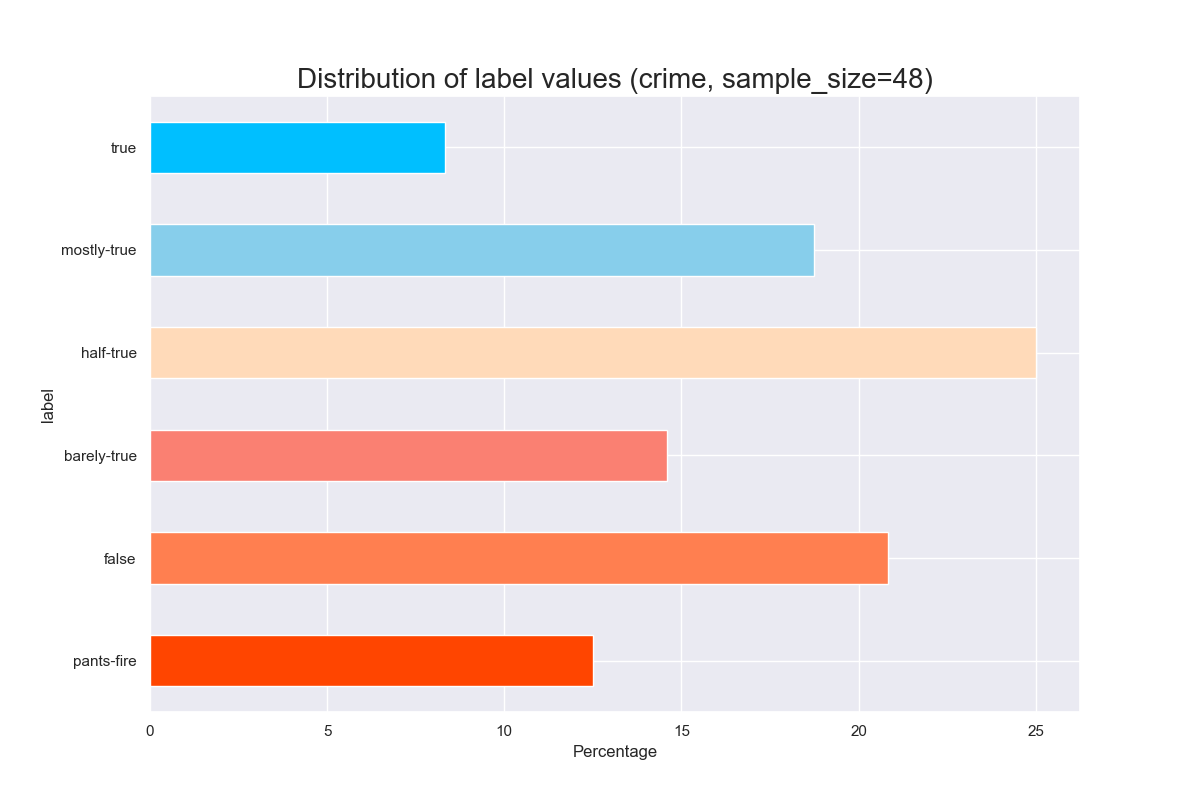 Distribution of label values (crime, sample_size=48)
true
mostly-true
half-true
barely-true
false
pants-fire
label
0 5 10 15 20 25
Percentage